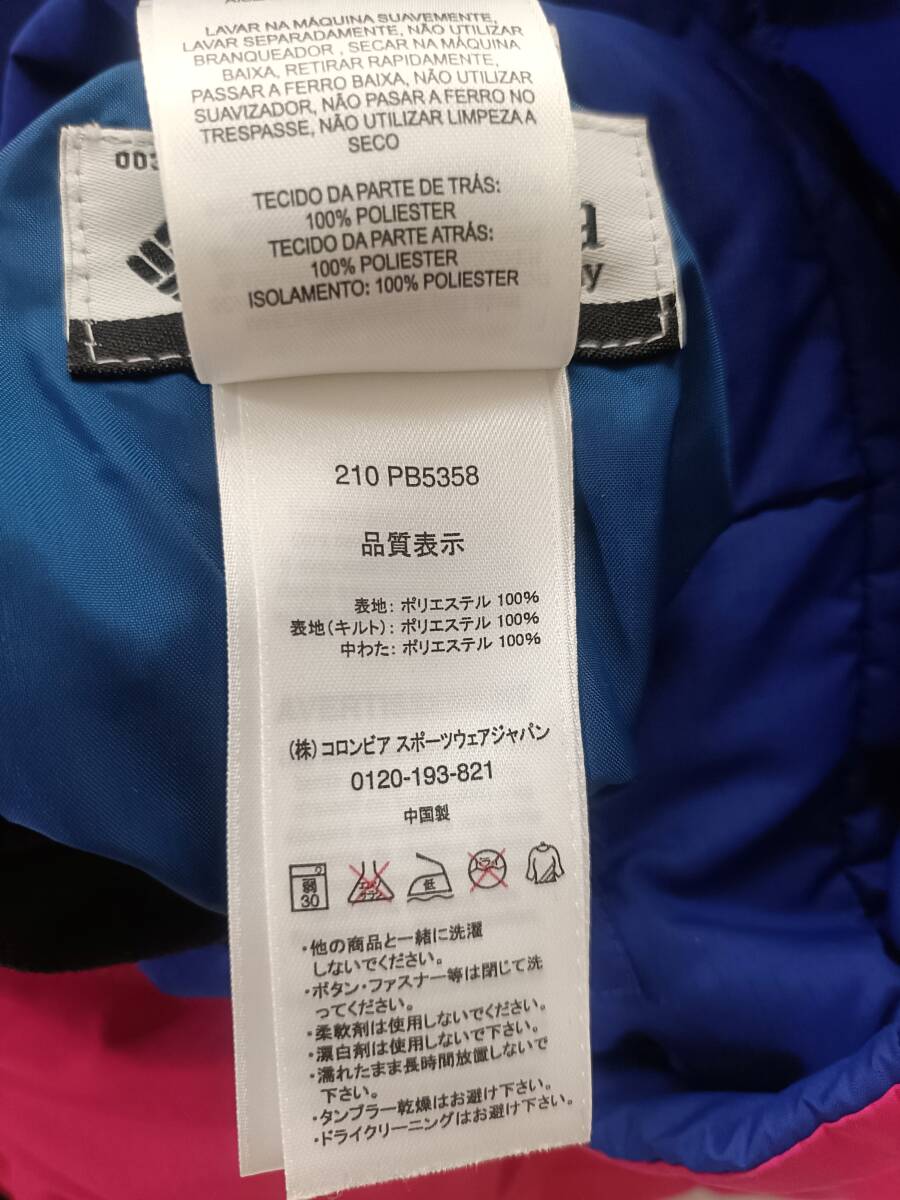 LAVAR NA MÁQUINA SUAVEMENTE,
LAVAR SEPARADAMENTE, NÃO UTILIZAR
BRANQUEADOR , SECAR NA MÁQUINA
BAIXA, RETIRAR RAPIDAMENTE,
PASSAR A FERRO BAIXA, NÃO UTILIZAR
SUAVIZADOR, NÃO PASAR A FERRO NO
TRESPASSE, NÃO UTILIZAR LIMPEZA A
SECO
003
TECIDO DA PARTE DE TRÁS:
100% POLIESTER
TECIDO DA PARTE ATRÁS:
100% POLIESTER
ISOLAMENTO: 100% POLIESTER
210 PB5358
品質表示
表地: ポリエステル 100%
表地(キルト): ポリエステル 100%
中わた: ポリエステル 100%
(株)コロンビア スポーツウェアジャパン
0120-193-821
中国製
弱
30
エンソ
サラシ
低
ドライ
・他の商品と一緒に洗濯
しないでください。
・ボタン・ファスナー等は閉じて洗
ってください。
・柔軟剤は使用しないでください。
・漂白剤は使用しないで下さい。
・濡れたまま長時間放置しないで
下さい。
・タンブラー乾燥はお避け下さい。
・ドライクリーニングはお避け下さい。